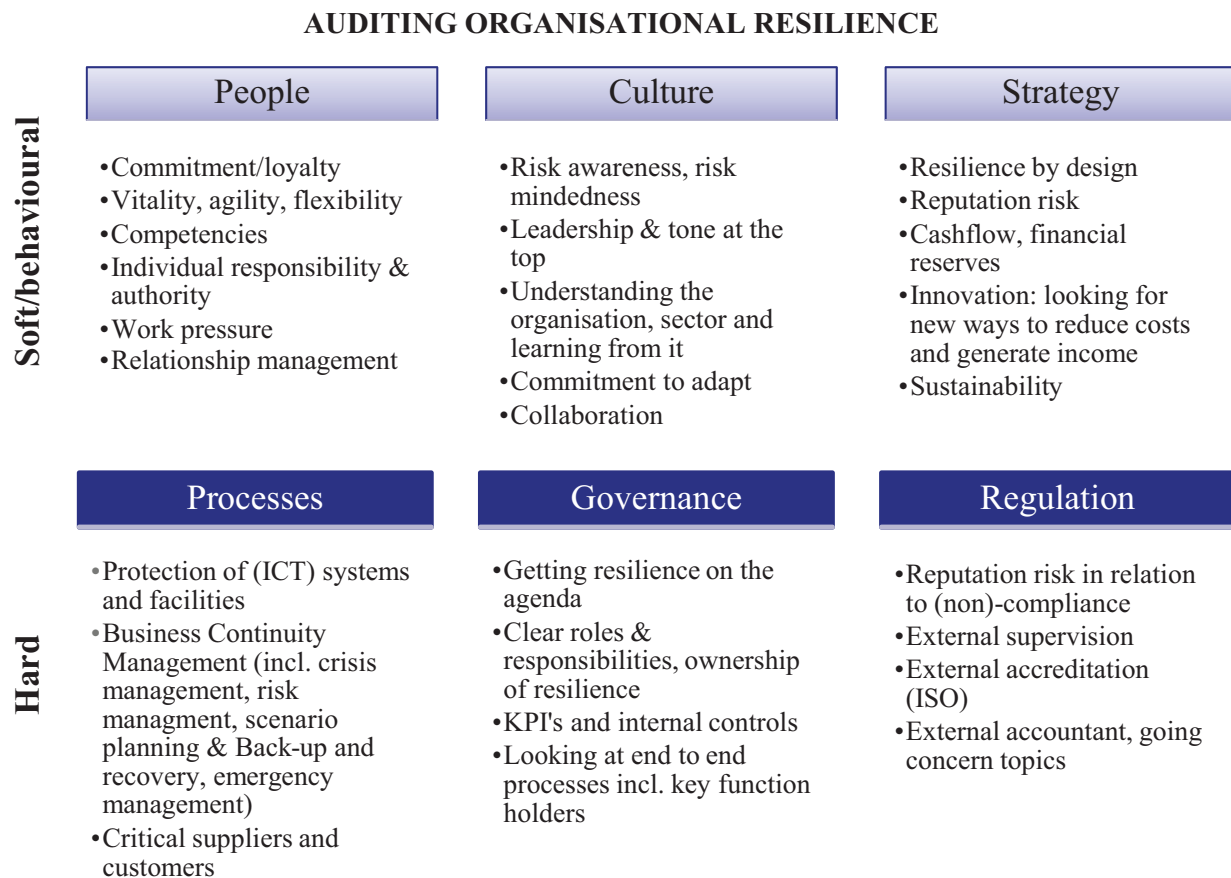 AUDITING ORGANISATIONAL RESILIENCE
Soft/behavioural
People
•Commitment/loyalty
•Vitality, agility, flexibility
•Competencies
•Individual responsibility &
authority
•Work pressure
•Relationship management
Culture
•Risk awareness, risk
mindedness
•Leadership & tone at the
top
•Understanding the
organisation, sector and
learning from it
•Commitment to adapt
•Collaboration
Strategy
•Resilience by design
•Reputation risk
•Cashflow, financial
reserves
•Innovation: looking for
new ways to reduce costs
and generate income
•Sustainability
Hard
Processes
•Protection of (ICT) systems
and facilities
•Business Continuity
Management (incl. crisis
management, risk
managment, scenario
planning & Back-up and
recovery, emergency
management)
•Critical suppliers and
customers
Governance
•Getting resilience on the
agenda
•Clear roles &
responsibilities, ownership
of resilience
•KPI's and internal controls
•Looking at end to end
processes incl. key function
holders
Regulation
•Reputation risk in relation
to (non)-compliance
•External supervision
•External accreditation
(ISO)
•External accountant, going
concern topics